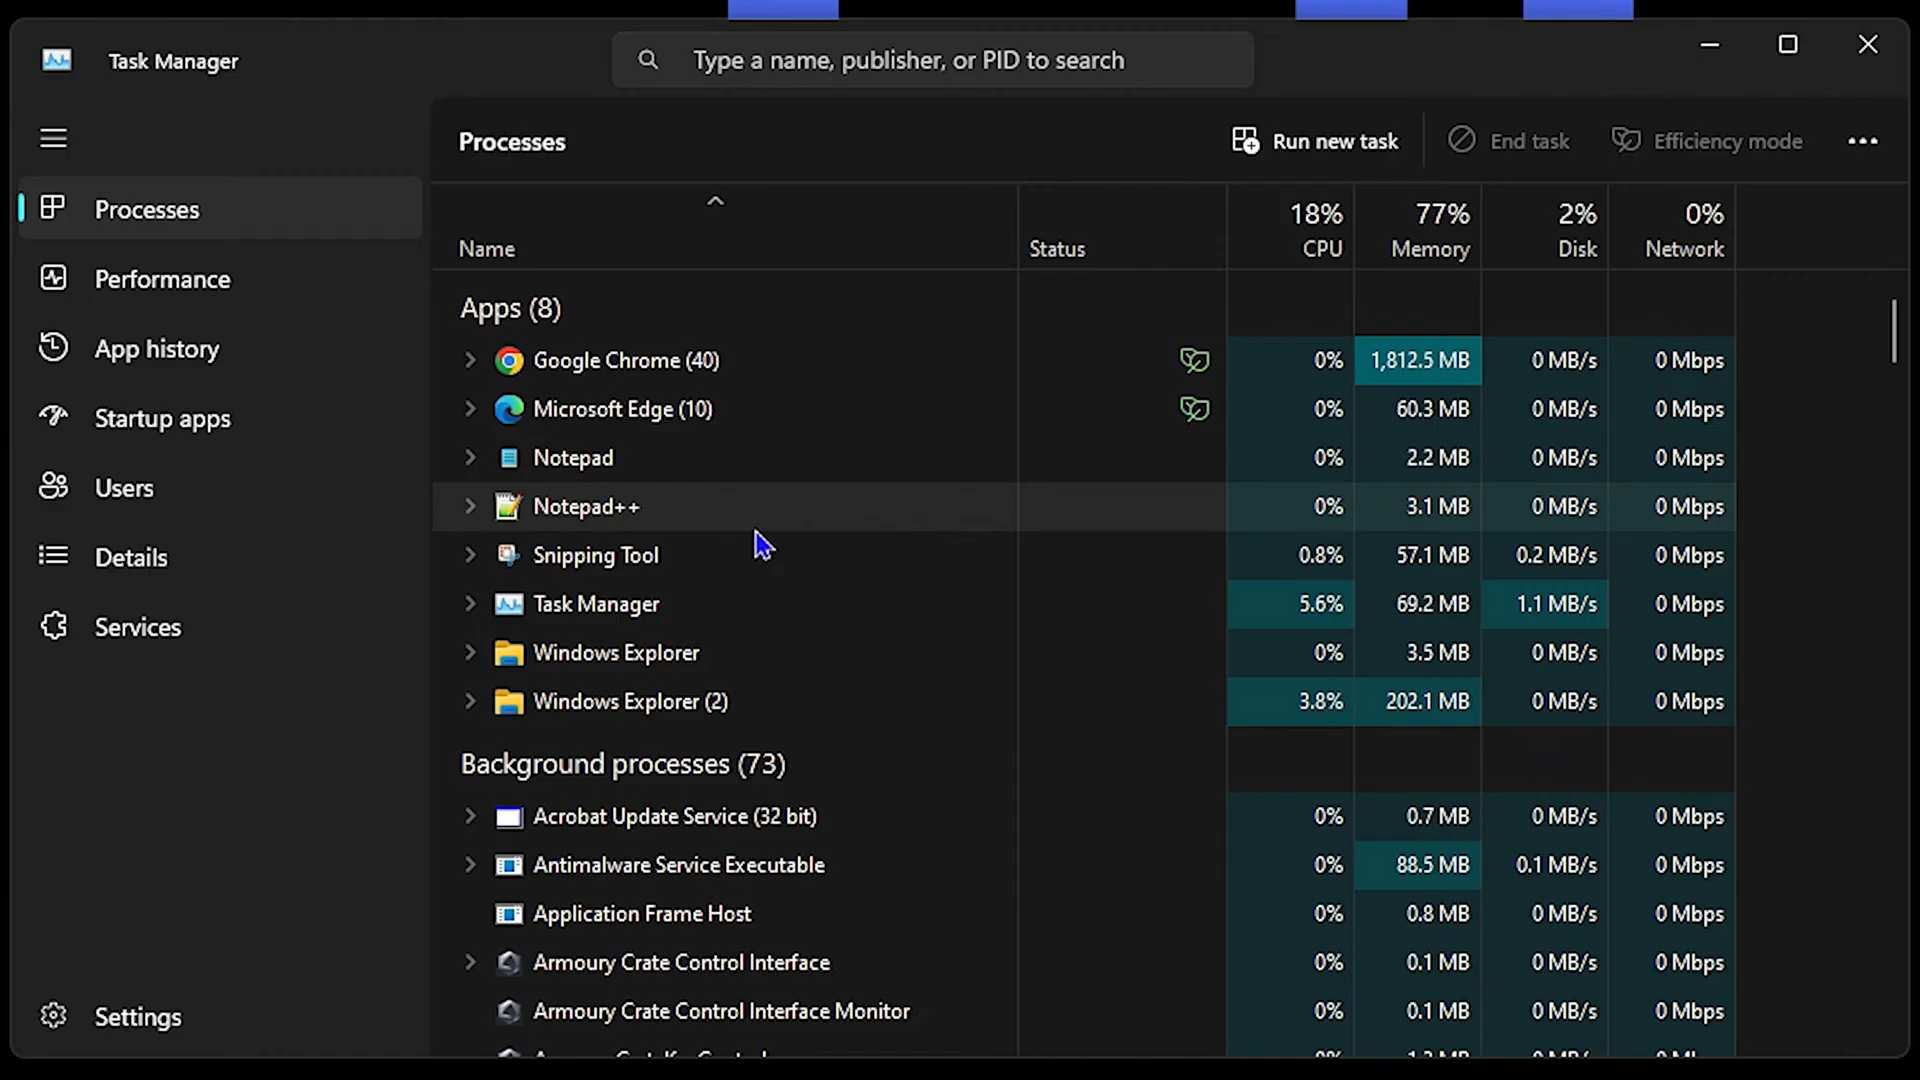 Task Manager
Type a name, publisher, or PID to search
Processes
Run new task
End task
Efficiency mode
Processes
Performance
App history
Startup apps
Users
Details
Services
Settings
18% 77% 2% 0%
Name Status CPU Memory Disk Network
Apps (8)
Google Chrome (40) 0% 1,812.5 MB 0 MB/s 0 Mbps
Microsoft Edge (10) 0% 60.3 MB 0 MB/s 0 Mbps
Notepad 0% 2.2 MB 0 MB/s 0 Mbps
Notepad++ 0% 3.1 MB 0 MB/s 0 Mbps
Snipping Tool 0.8% 57.1 MB 0.2 MB/s 0 Mbps
Task Manager 5.6% 69.2 MB 1.1 MB/s 0 Mbps
Windows Explorer 0% 3.5 MB 0 MB/s 0 Mbps
Windows Explorer (2) 3.8% 202.1 MB 0 MB/s 0 Mbps
Background processes (73)
Acrobat Update Service (32 bit) 0% 0.7 MB 0 MB/s 0 Mbps
Antimalware Service Executable 0% 88.5 MB 0.1 MB/s 0 Mbps
Application Frame Host 0% 0.8 MB 0 MB/s 0 Mbps
Armoury Crate Control Interface 0% 0.1 MB 0 MB/s 0 Mbps
Armoury Crate Control Interface Monitor 0% 0.1 MB 0 MB/s 0 Mbps